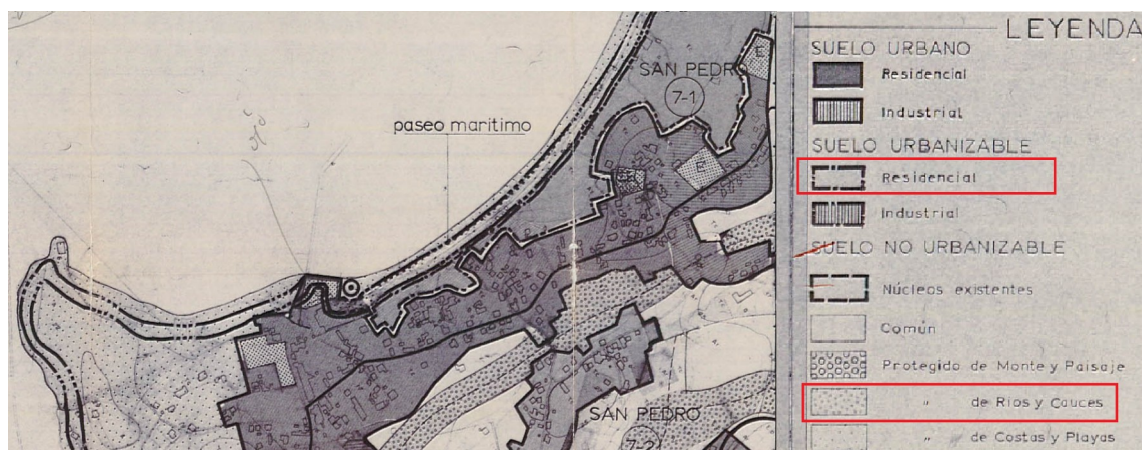 SAN PEDRO
7-1
E
paseo maritimo
E
SAN PEDRO
7-2
LEYENDA
SUELO URBANO
Residencial
Industrial
SUELO URBANIZABLE
Residencial
Industrial
SUELO NO URBANIZABLE
Núcleos existentes
Común
Protegido de Monte y Paisaje
" de Rios y Cauces
" de Costas y Playas